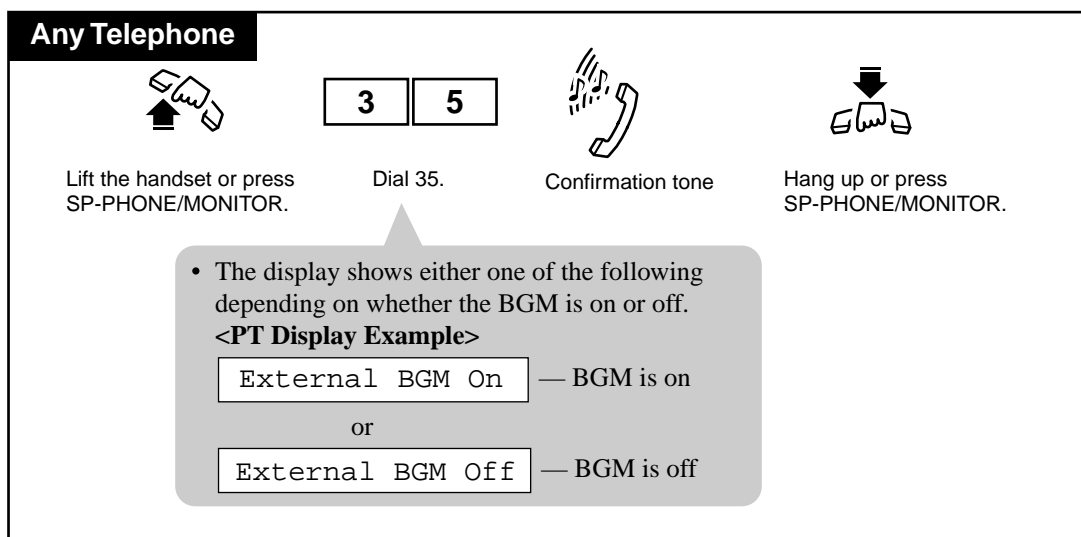 Any Telephone
3 5
Lift the handset or press
SP-PHONE/MONITOR.
Dial 35.
Confirmation tone
Hang up or press
SP-PHONE/MONITOR.
• The display shows either one of the following
depending on whether the BGM is on or off.
<PT Display Example>
External BGM On — BGM is on
or
External BGM Off — BGM is off